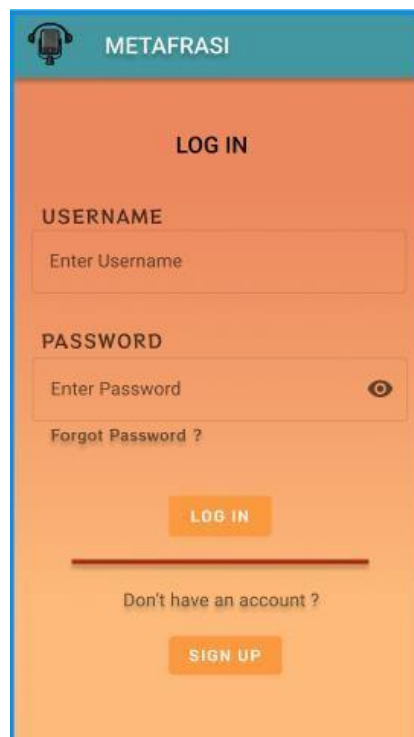 METAFRASI
LOG IN
USERNAME
Enter Username
PASSWORD
Enter Password
Forgot Password ?
LOG IN
Don't have an account ?
SIGN UP